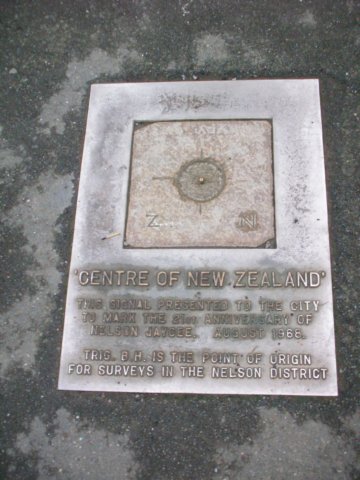 Z
N
'CENTRE OF NEW ZEALAND'
THIS SIGNAL PRESENTED TO THE CITY
TO MARK THE 21ST ANNIVERSARY OF
NELSON JAYCEE, AUGUST 1968.
TRIG. B.H. IS THE POINT OF ORIGIN
FOR SURVEYS IN THE NELSON DISTRICT